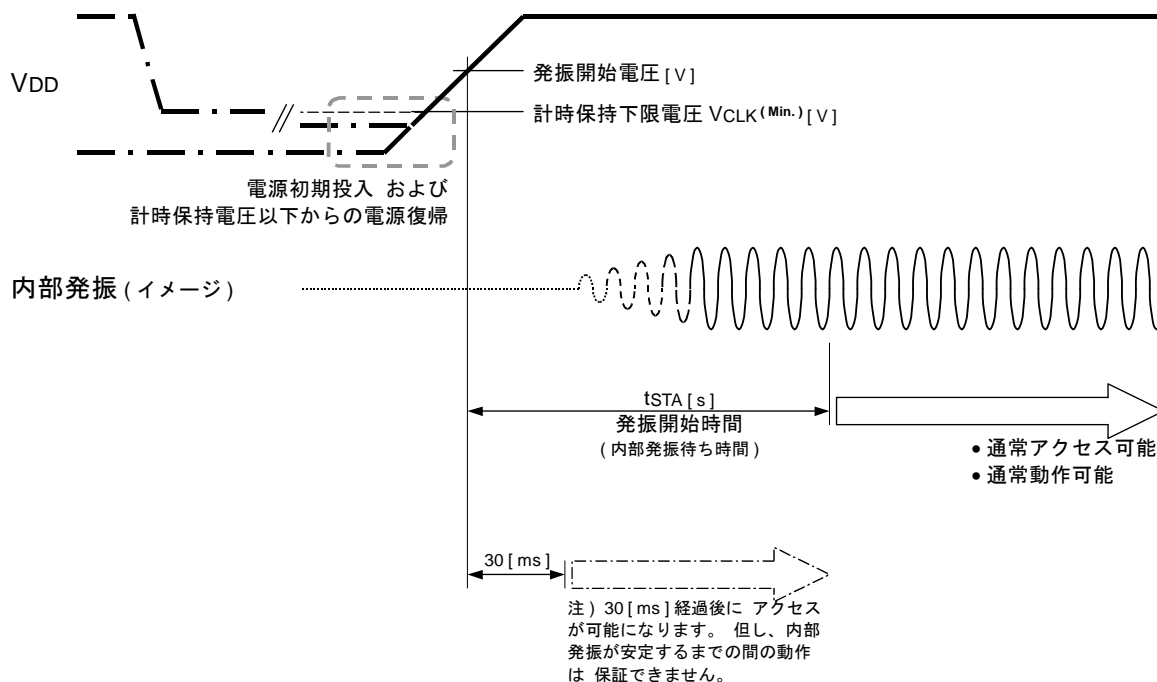 VDD
発振開始電圧 [ V ]
計時保持下限電圧 VCLK (Min.) [ V ]
電源初期投入 および
計時保持電圧以下からの電源復帰
内部発振 ( イメージ )
tSTA [ s ]
発振開始時間
( 内部発振待ち時間 )
• 通常アクセス可能
• 通常動作可能
30 [ ms ]
注 ) 30 [ ms ] 経過後に アクセス
が可能になります。 但し、内部
発振が安定するまでの間の動作
は 保証できません。